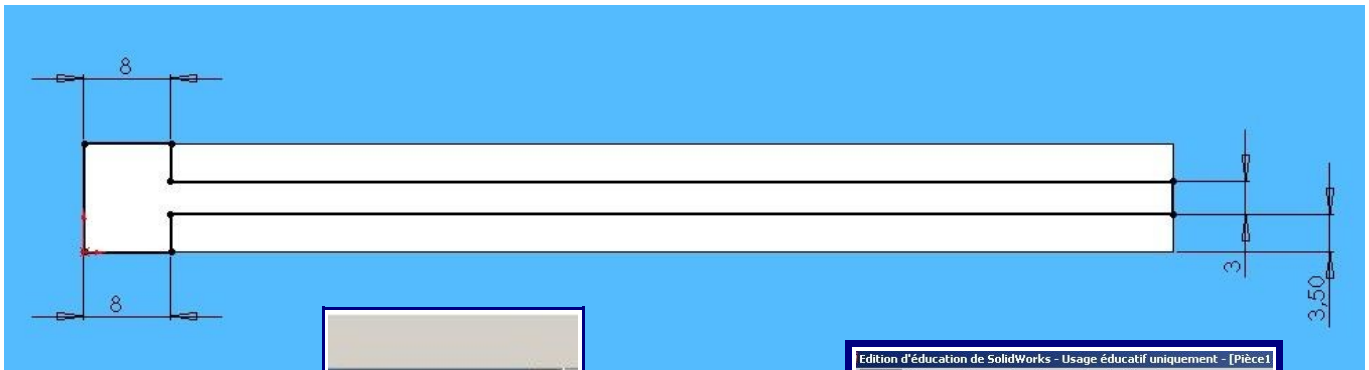 8
3
3,50
8
Edition d'éducation de SolidWorks - Usage éducatif uniquement - [Pièce1